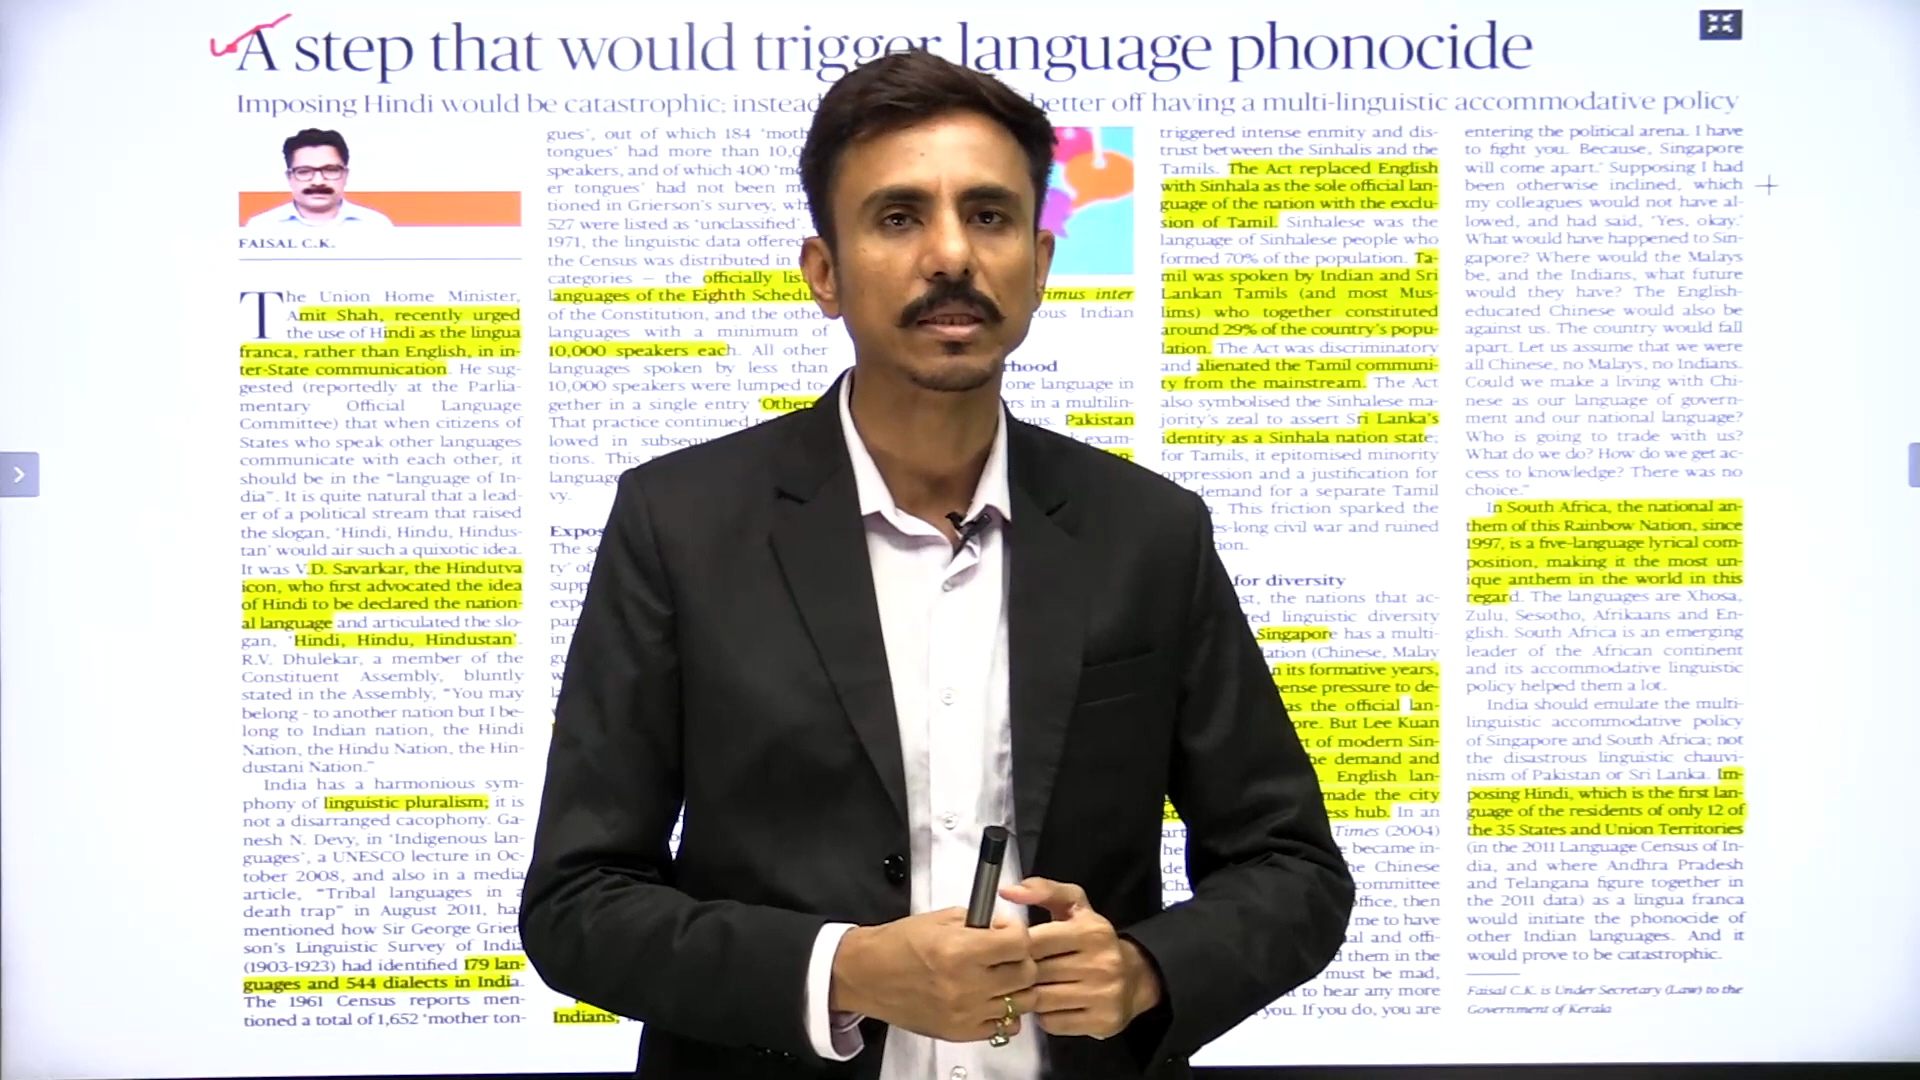 A step that would trigger language phonocide
Imposing Hindi would be catastrophic; instead better off having a multi-linguistic accommodative policy
FAISAL C.K.
The Union Home Minister,
Amit Shah, recently urged
the use of Hindi as the lingua
franca, rather than English, in in-
ter-State communication. He sug-
gested (reportedly at the Parlia-
mentary Official Language
Committee) that when citizens of
States who speak other languages
communicate with each other, it
should be in the “language of In-
dia”. It is quite natural that a lead-
er of a political stream that raised
the slogan, ‘Hindi, Hindu, Hindus-
tan’ would air such a quixotic idea.
It was V.D. Savarkar, the Hindutva
icon, who first advocated the idea
of Hindi to be declared the nation-
al language and articulated the slo-
gan, ‘Hindi, Hindu, Hindustan’.
R.V. Dhulekar, a member of the
Constituent Assembly, bluntly
stated in the Assembly, “You may
belong - to another nation but I be-
long to Indian nation, the Hindi
Nation, the Hindu Nation, the Hin-
dustani Nation.”
India has a harmonious sym-
phony of linguistic pluralism; it is
not a disarranged cacophony. Ga-
nesh N. Devy, in ‘Indigenous lan-
guages’, a UNESCO lecture in Oc-
tober 2008, and also in a media
article, “Tribal languages in a
death trap” in August 2011, has
mentioned how Sir George Grier
son’s Linguistic Survey of India
(1903-1923) had identified 179 lan-
guages and 544 dialects in India.
The 1961 Census reports men-
tioned a total of 1,652 ‘mother ton-
gues’, out of which 184 ‘moth
tongues’ had more than 10,0
speakers, and of which 400 ‘mo
er tongues’ had not been m
tioned in Grierson’s survey, wh
527 were listed as ‘unclassified’.
1971, the linguistic data offered
the Census was distributed in
categories — the officially lis
languages of the Eighth Schedu
of the Constitution, and the other
languages with a minimum of
10,000 speakers each. All other
languages spoken by less than
10,000 speakers were lumped to-
gether in a single entry ‘Others
That practice continued
lowed in subsequ
tions. This
language
vy.
Expos
The s
ty’ of
supp
expe
pan
in
gu
Indians,
rimus inter
ous Indian
rhood
one language in
rs in a multilin-
ous. Pakistan
exam-
triggered intense enmity and dis-
trust between the Sinhalis and the
Tamils. The Act replaced English
with Sinhala as the sole official lan-
guage of the nation with the exclu-
sion of Tamil. Sinhalese was the
language of Sinhalese people who
formed 70% of the population. Ta-
mil was spoken by Indian and Sri
Lankan Tamils (and most Mus-
lims) who together constituted
around 29% of the country’s popu-
lation. The Act was discriminatory
and alienated the Tamil communi-
ty from the mainstream. The Act
also symbolised the Sinhalese ma-
jority’s zeal to assert Sri Lanka’s
identity as a Sinhala nation state;
for Tamils, it epitomised minority
oppression and a justification for
demand for a separate Tamil
. This friction sparked the
es-long civil war and ruined
ion.
for diversity
st, the nations that ac-
ted linguistic diversity
Singapore has a multi-
lation (Chinese, Malay
n its formative years,
ense pressure to de-
as the official lan-
ore. But Lee Kuan
t of modern Sin-
he demand and
English lan-
made the city
ss hub. In an
Times (2004)
e became in-
Chinese
committee
office, then
me to have
al and offi-
d them in the
must be mad,
t to hear any more
you. If you do, you are
entering the political arena. I have
to fight you. Because, Singapore
will come apart.’ Supposing I had
been otherwise inclined, which
my colleagues would not have al-
lowed, and had said, ‘Yes, okay.’
What would have happened to Sin-
gapore? Where would the Malays
be, and the Indians, what future
would they have? The English-
educated Chinese would also be
against us. The country would fall
apart. Let us assume that we were
all Chinese, no Malays, no Indians.
Could we make a living with Chi-
nese as our language of govern-
ment and our national language?
Who is going to trade with us?
What do we do? How do we get ac-
cess to knowledge? There was no
choice.”
In South Africa, the national an-
them of this Rainbow Nation, since
1997, is a five-language lyrical com-
position, making it the most un-
ique anthem in the world in this
regard. The languages are Xhosa,
Zulu, Sesotho, Afrikaans and En-
glish. South Africa is an emerging
leader of the African continent
and its accommodative linguistic
policy helped them a lot.
India should emulate the multi-
linguistic accommodative policy
of Singapore and South Africa; not
the disastrous linguistic chauvi-
nism of Pakistan or Sri Lanka. Im-
posing Hindi, which is the first lan-
guage of the residents of only 12 of
the 35 States and Union Territories
(in the 2011 Language Census of In-
dia, and where Andhra Pradesh
and Telangana figure together in
the 2011 data) as a lingua franca
would initiate the phonocide of
other Indian languages. And it
would prove to be catastrophic.
Faisal C.K. is Under Secretary (Law) to the
Government of Kerala